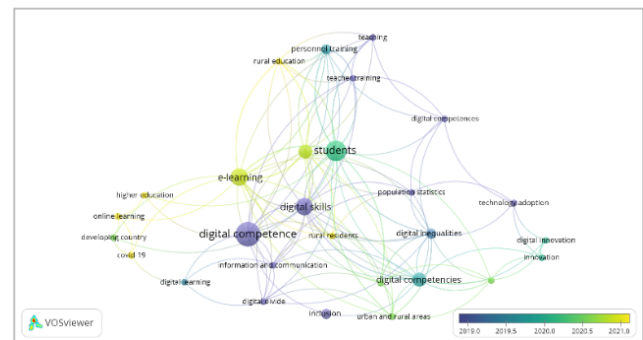 teaching
personnel training
rural education
teacher training
digital competences
students
e-learning
population statistics
higher education
digital skills
technology adoption
online learning
developing country
digital competence
rural residents
digital inequalities
digital innovation
covid 19
innovation
information and communication
digital learning
digital competencies
digital divide
inclusion
urban and rural areas
VOSviewer
2019.0 2019.5 2020.0 2020.5 2021.0